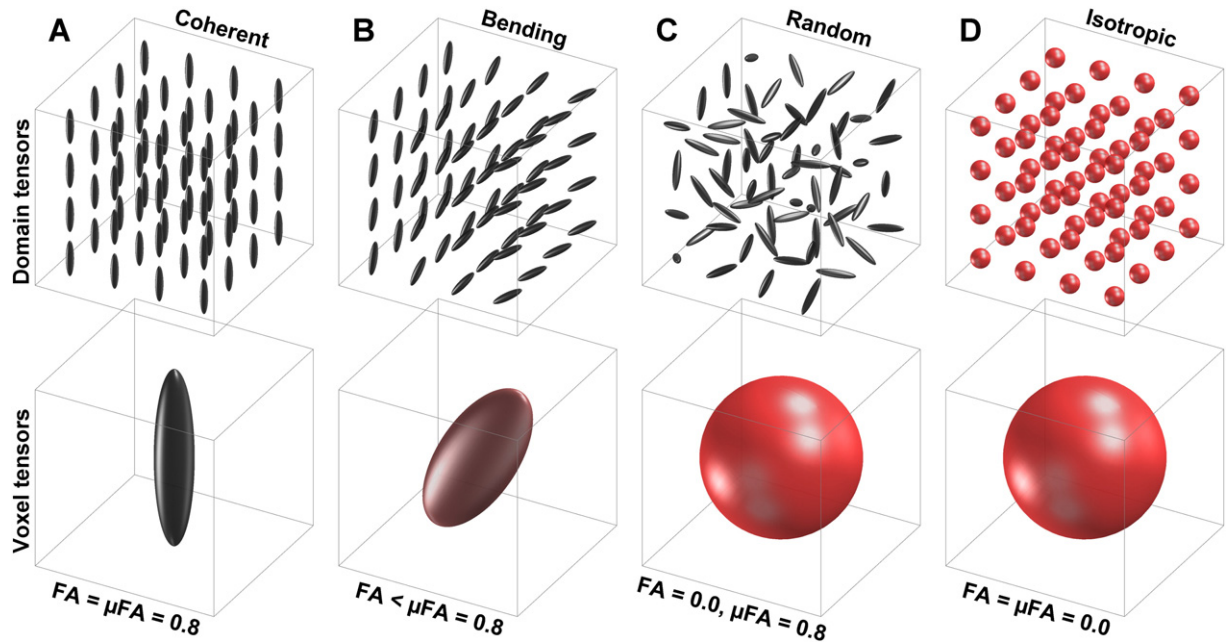 A
Coherent
B
Bending
C
Random
D
Isotropic
Domain tensors
Voxel tensors
FA = µFA = 0.8
FA < µFA = 0.8
FA = 0.0, µFA = 0.8
FA = µFA = 0.0